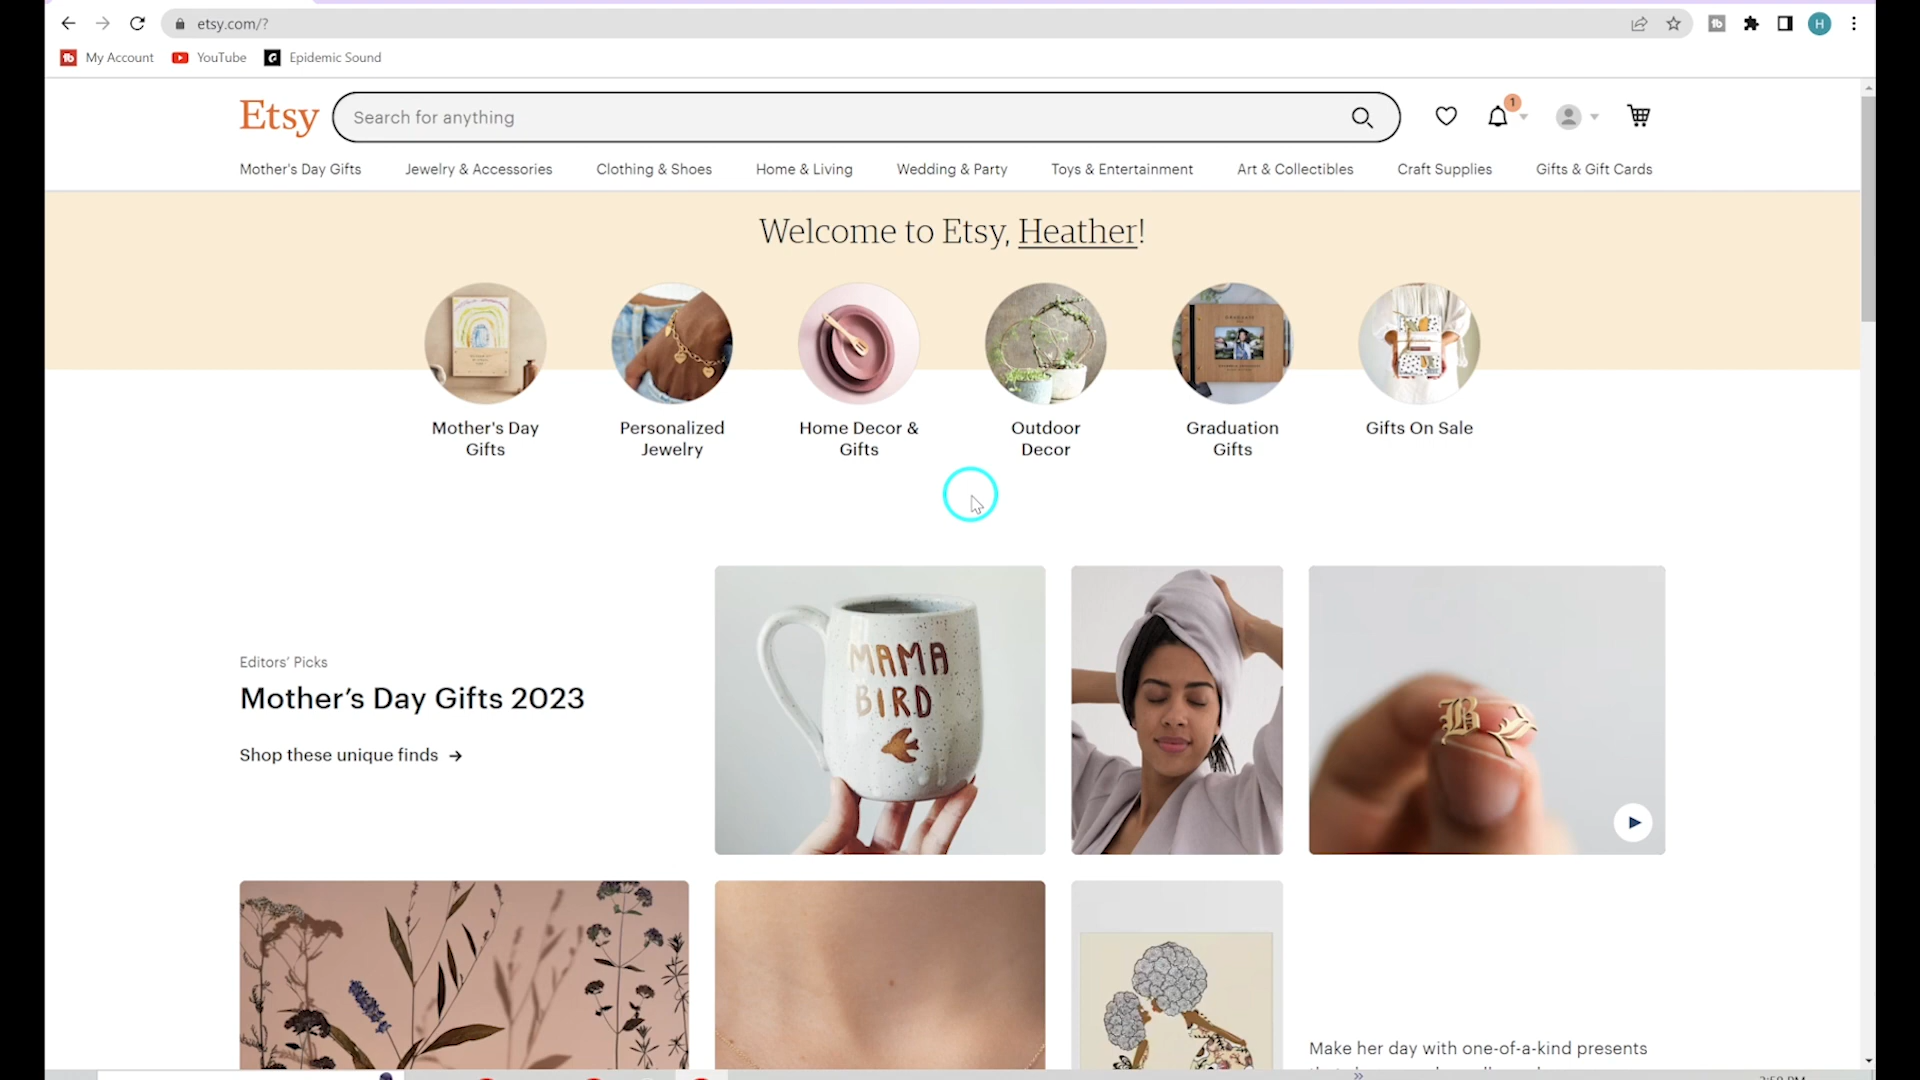 etsy.com/?
My Account
YouTube
Epidemic Sound
Etsy
Search for anything
1
H
Mother's Day Gifts
Jewelry & Accessories
Clothing & Shoes
Home & Living
Wedding & Party
Toys & Entertainment
Art & Collectibles
Craft Supplies
Gifts & Gift Cards
Welcome to Etsy, Heather!
Mother's Day
Gifts
Personalized
Jewelry
Home Decor &
Gifts
Outdoor
Decor
Graduation
Gifts
Gifts On Sale
Editors' Picks
Mother's Day Gifts 2023
Shop these unique finds →
MAMA
BIRD
Make her day with one-of-a-kind presents